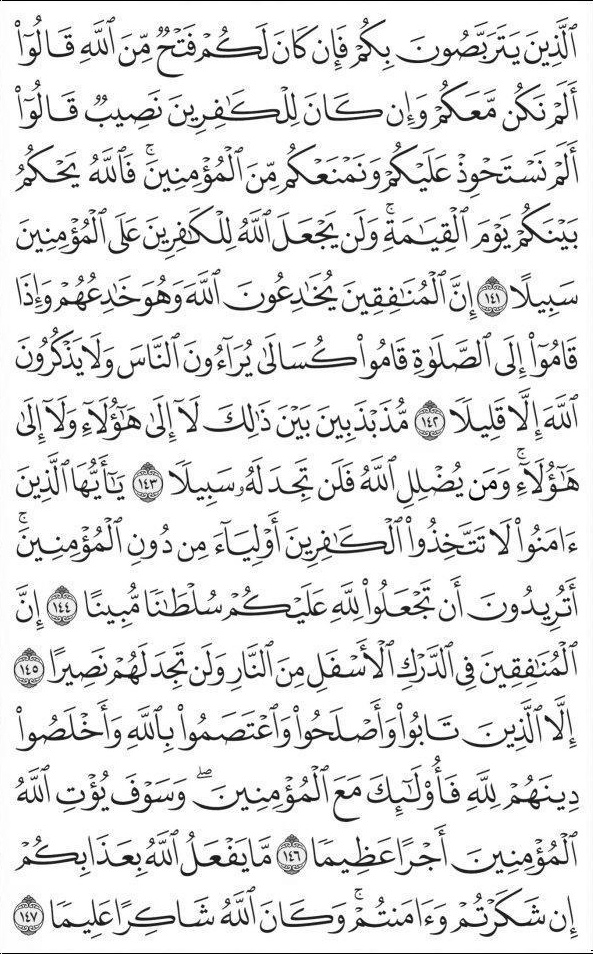 ٱلَّذِينَ يَتَرَبَّصُونَ بِكُمْ فَإِن كَانَ لَكُمْ فَتْحٌ مِّنَ ٱللَّهِ قَالُوٓا۟
أَلَمْ نَكُن مَّعَكُمْ وَإِن كَانَ لِلْكَـٰفِرِينَ نَصِيبٌ قَالُوٓا۟
أَلَمْ نَسْتَحْوِذْ عَلَيْكُمْ وَنَمْنَعْكُم مِّنَ ٱلْمُؤْمِنِينَ ۚ فَٱللَّهُ يَحْكُمُ
بَيْنَكُمْ يَوْمَ ٱلْقِيَـٰمَةِ ۗ وَلَن يَجْعَلَ ٱللَّهُ لِلْكَـٰفِرِينَ عَلَى ٱلْمُؤْمِنِينَ
سَبِيلًا ١٤١ إِنَّ ٱلْمُنَـٰفِقِينَ يُخَـٰدِعُونَ ٱللَّهَ وَهُوَ خَـٰدِعُهُمْ وَإِذَا
قَامُوٓا۟ إِلَى ٱلصَّلَوٰةِ قَامُوا۟ كُسَالَىٰ يُرَآءُونَ ٱلنَّاسَ وَلَا يَذْكُرُونَ
ٱللَّهَ إِلَّا قَلِيلًا ١٤٢ مُّذَبْذَبِينَ بَيْنَ ذَٰلِكَ لَآ إِلَىٰ هَـٰٓؤُلَآءِ وَلَآ إِلَىٰ
هَـٰٓؤُلَآءِ ۚ وَمَن يُضْلِلِ ٱللَّهُ فَلَن تَجِدَ لَهُۥ سَبِيلًا ١٤٣ يَـٰٓأَيُّهَا ٱلَّذِينَ
ءَامَنُوا۟ لَا تَتَّخِذُوا۟ ٱلْكَـٰفِرِينَ أَوْلِيَآءَ مِن دُونِ ٱلْمُؤْمِنِينَ ۚ
أَتُرِيدُونَ أَن تَجْعَلُوا۟ لِلَّهِ عَلَيْكُمْ سُلْطَـٰنًا مُّبِينًا ١٤٤ إِنَّ
ٱلْمُنَـٰفِقِينَ فِى ٱلدَّرْكِ ٱلْأَسْفَلِ مِنَ ٱلنَّارِ وَلَن تَجِدَ لَهُمْ نَصِيرًا ١٤٥
إِلَّا ٱلَّذِينَ تَابُوا۟ وَأَصْلَحُوا۟ وَٱعْتَصَمُوا۟ بِٱللَّهِ وَأَخْلَصُوا۟
دِينَهُمْ لِلَّهِ فَأُو۟لَـٰٓئِكَ مَعَ ٱلْمُؤْمِنِينَ ۖ وَسَوْفَ يُؤْتِ ٱللَّهُ
ٱلْمُؤْمِنِينَ أَجْرًا عَظِيمًا ١٤٦ مَّا يَفْعَلُ ٱللَّهُ بِعَذَابِكُمْ
إِن شَكَرْتُمْ وَءَامَنتُمْ ۚ وَكَانَ ٱللَّهُ شَاكِرًا عَلِيمًا ١٤٧